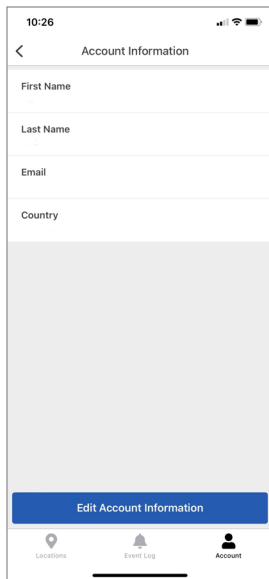 10:26
Account Information
First Name
Last Name
Email
Country
Edit Account Information
Locations
Event Log
Account